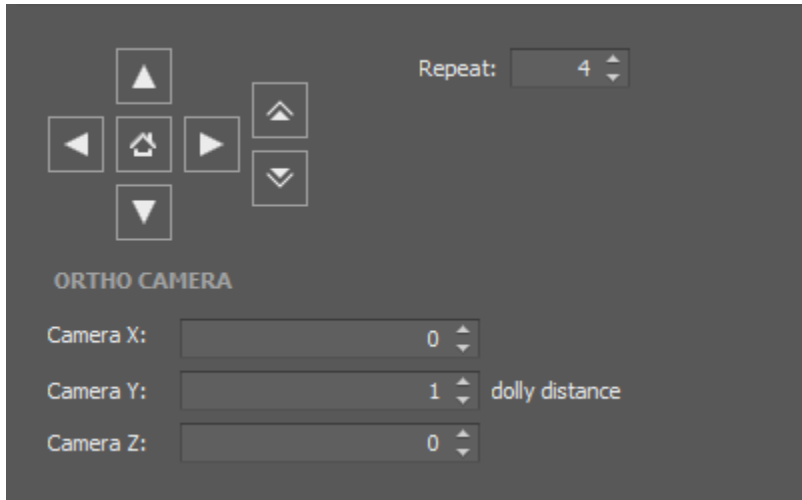 Repeat: 4
ORTHO CAMERA
Camera X: 0
Camera Y: 1 dolly distance
Camera Z: 0